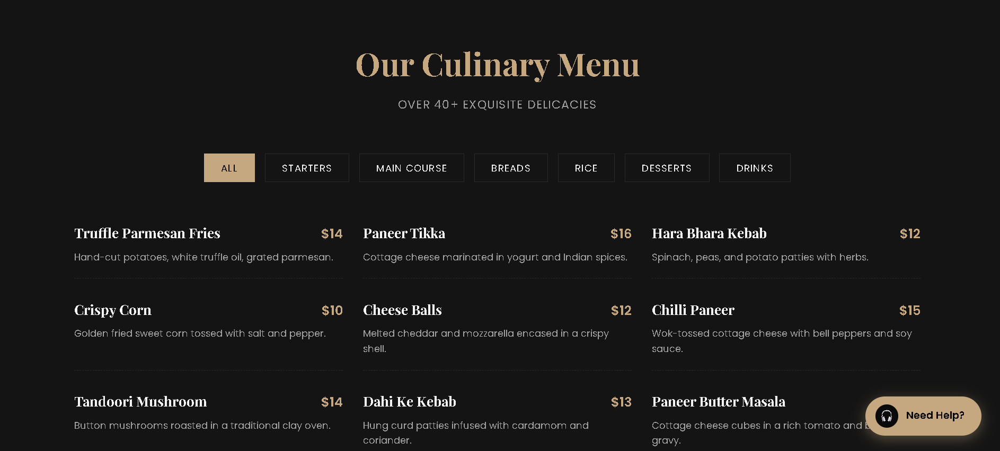 Our Culinary Menu
OVER 40+ EXQUISITE DELICACIES
ALL STARTERS MAIN COURSE BREADS RICE DESSERTS DRINKS
Truffle Parmesan Fries $14
Hand-cut potatoes, white truffle oil, grated parmesan.
Paneer Tikka $16
Cottage cheese marinated in yogurt and Indian spices.
Hara Bhara Kebab $12
Spinach, peas, and potato patties with herbs.
Crispy Corn $10
Golden fried sweet corn tossed with salt and pepper.
Cheese Balls $12
Melted cheddar and mozzarella encased in a crispy
shell.
Chilli Paneer $15
Wok-tossed cottage cheese with bell peppers and soy
sauce.
Tandoori Mushroom $14
Button mushrooms roasted in a traditional clay oven.
Dahi Ke Kebab $13
Hung curd patties infused with cardamom and
coriander.
Paneer Butter Masala
Cottage cheese cubes in a rich tomato and
gravy.
Need Help?